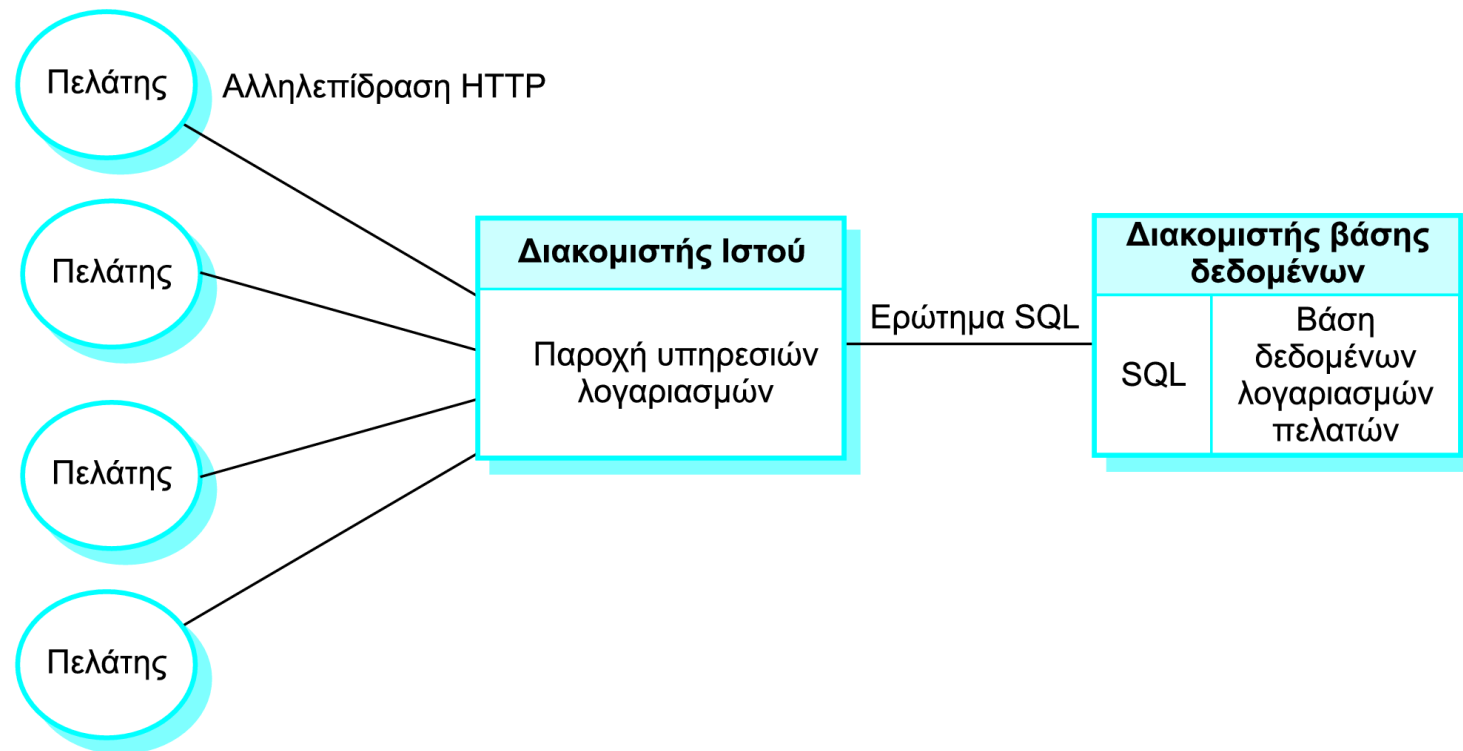 Πελάτης
Αλληλεπίδραση HTTP
Πελάτης
Πελάτης
Πελάτης
Διακομιστής Ιστού
Παροχή υπηρεσιών
λογαριασμών
Ερώτημα SQL
Διακομιστής βάσης
δεδομένων
SQL
Βάση
δεδομένων
λογαριασμών
πελατών